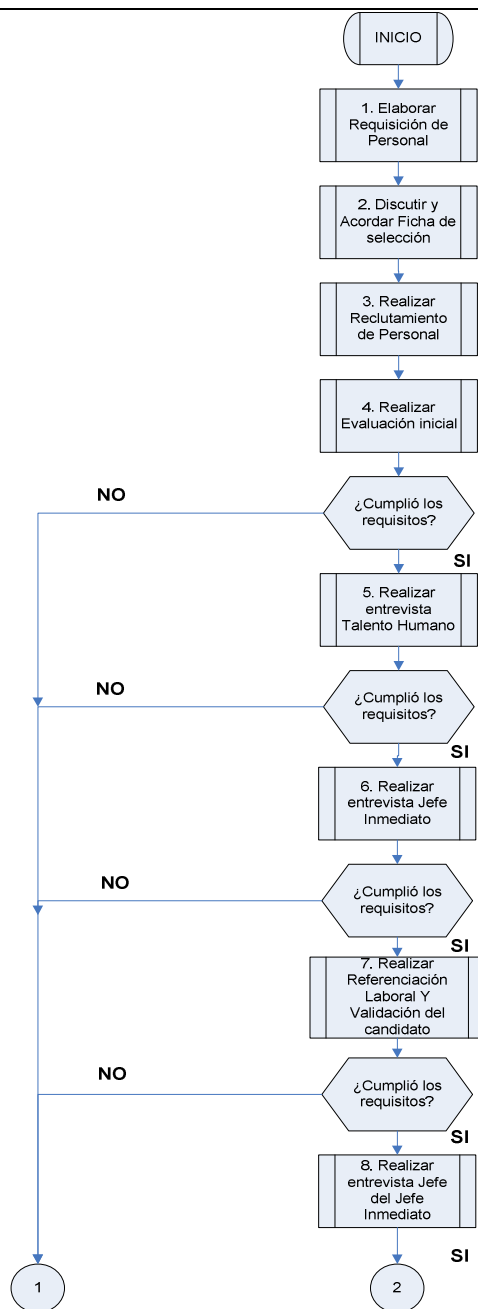 INICIO
1. Elaborar
Requisición de
Personal
2. Discutir y
Acordar Ficha de
selección
3. Realizar
Reclutamiento
de Personal
4. Realizar
Evaluación inicial
NO
¿Cumplió los
requisitos?
SI
5. Realizar
entrevista
Talento Humano
NO
¿Cumplió los
requisitos?
SI
6. Realizar
entrevista Jefe
Inmediato
NO
¿Cumplió los
requisitos?
SI
7. Realizar
Referenciación
Laboral Y
Validación del
candidato
NO
¿Cumplió los
requisitos?
SI
8. Realizar
entrevista Jefe
del Jefe
Inmediato
SI
1
2